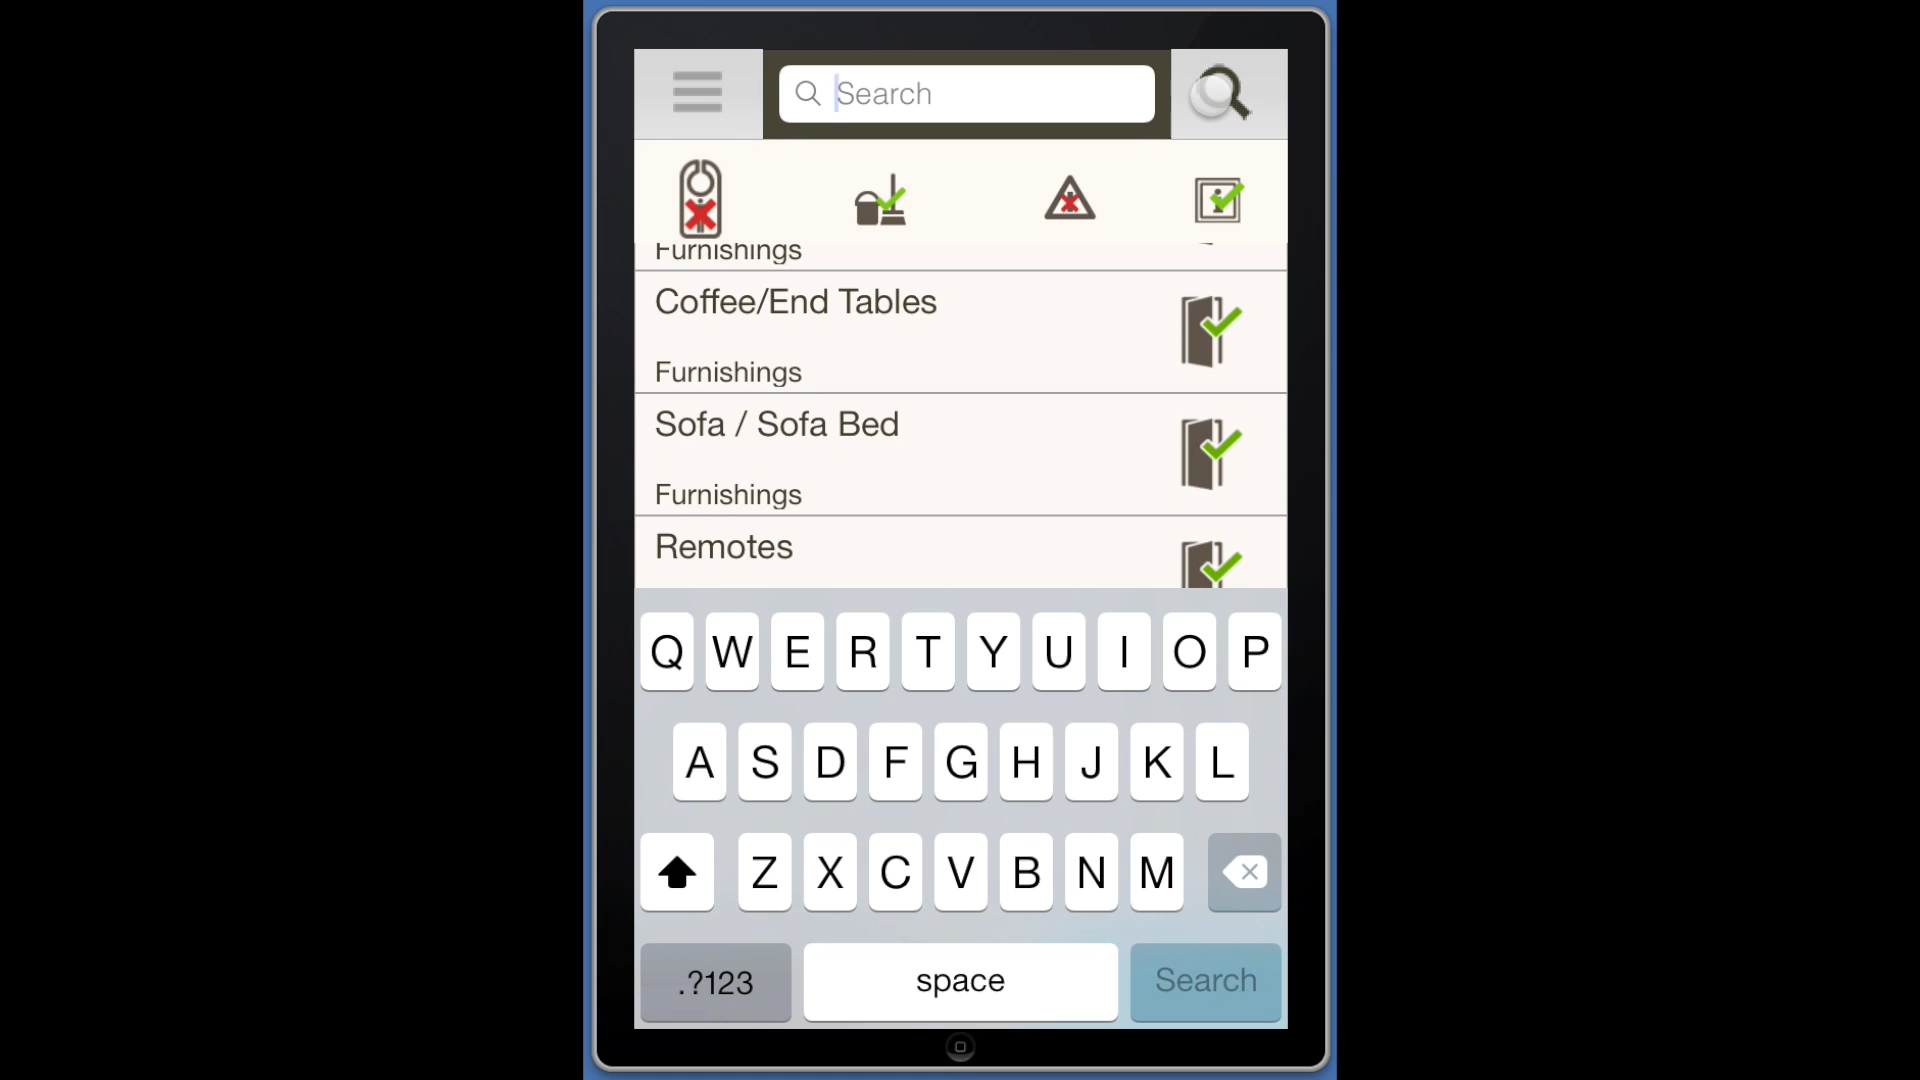 Search
Furnishings
Coffee/End Tables
Furnishings
Sofa / Sofa Bed
Furnishings
Remotes
Q W E R T Y U I O P
A S D F G H J K L
Z X C V B N M
.?123 space Search